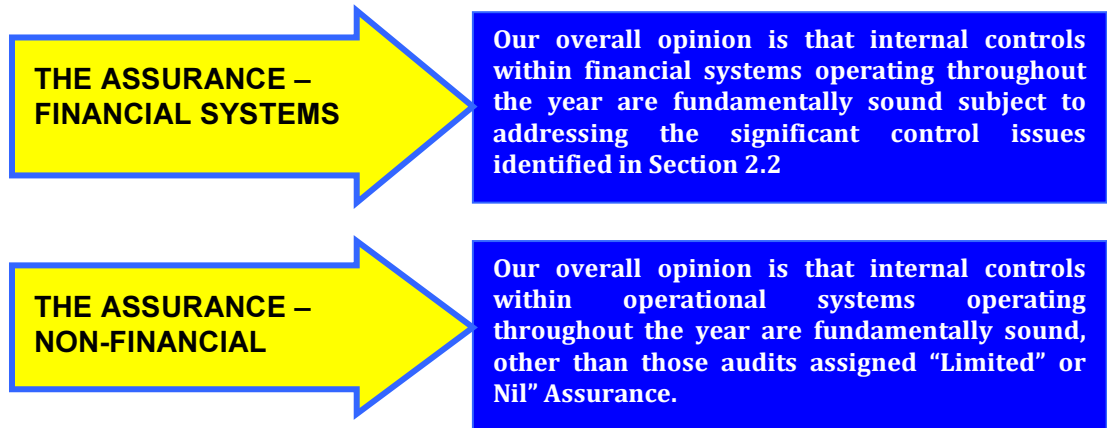 THE ASSURANCE –
FINANCIAL SYSTEMS
Our overall opinion is that internal controls
within financial systems operating throughout
the year are fundamentally sound subject to
addressing the significant control issues
identified in Section 2.2
THE ASSURANCE –
NON-FINANCIAL
Our overall opinion is that internal controls
within operational systems operating
throughout the year are fundamentally sound,
other than those audits assigned “Limited” or
Nil” Assurance.